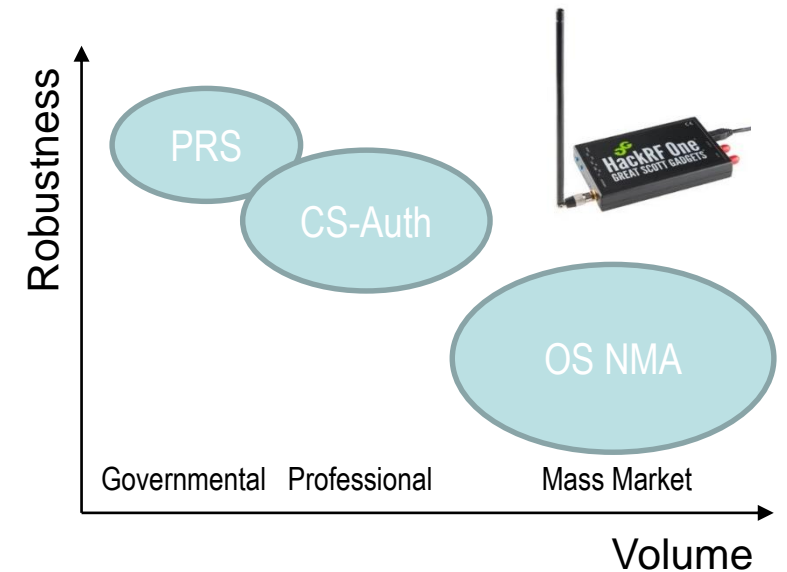 Robustness
PRS
CS-Auth
OS NMA
HackRF One
GREAT SCOTT GADGETS
Governmental Professional Mass Market
Volume